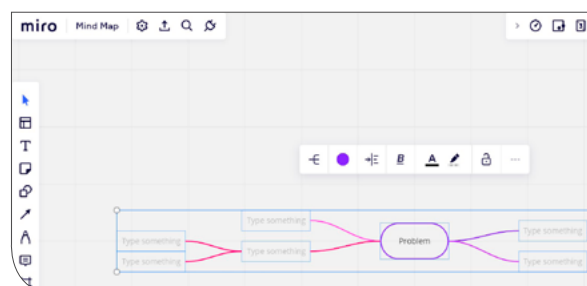 miro Mind Map
B A
Type something Type something
Type something Problem
Type something Type something Type something